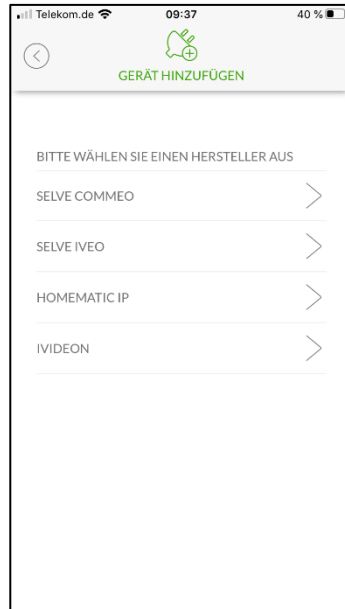 Telekom.de 09:37 40 %
GERÄT HINZUFÜGEN
BITTE WÄHLEN SIE EINEN HERSTELLER AUS
SELVE COMMEO
SELVE IVEO
HOMEMATIC IP
IVIDEON